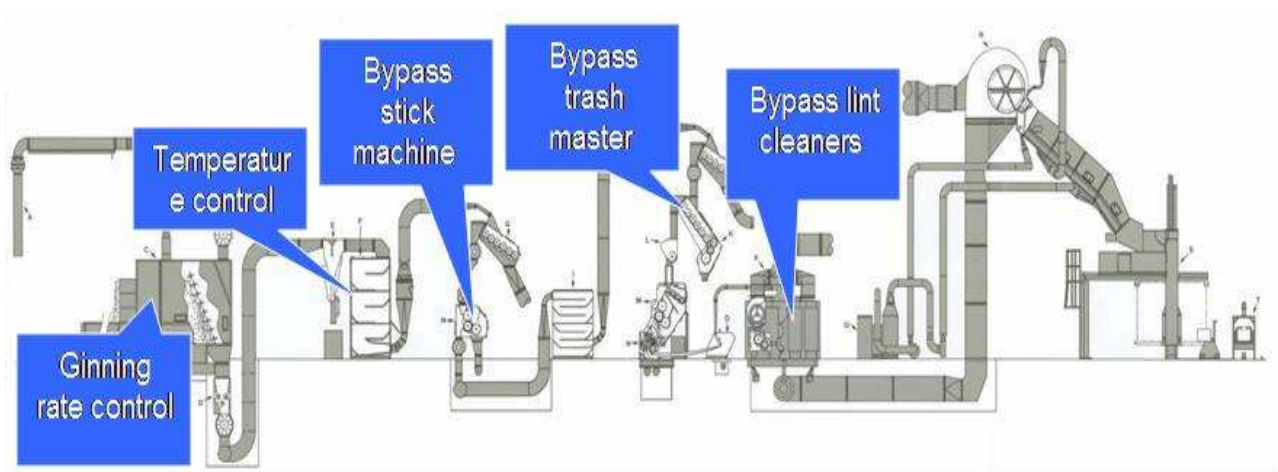 Bypass
stick
machine
Bypass
trash
master
Bypass lint
cleaners
Temperatur
e control
Ginning
rate control